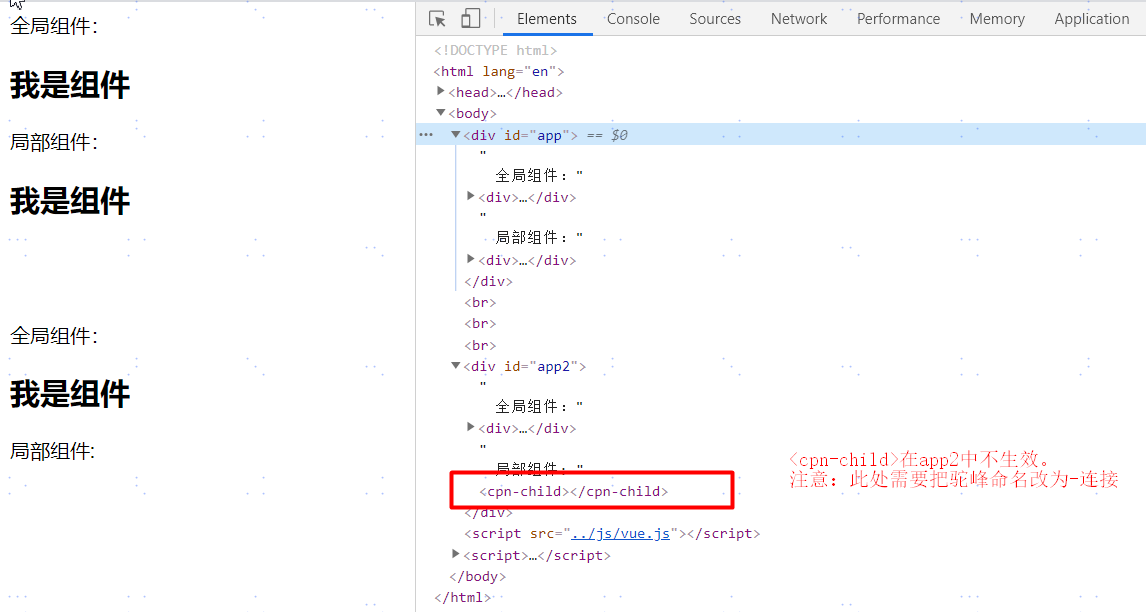 全局组件：
我是组件
局部组件：
我是组件
全局组件：
我是组件
局部组件:
Elements Console Sources Network Performance Memory Application
<!DOCTYPE html>
<html lang="en">
<head>…</head>
<body>
<div id="app"> == $0
"
全局组件："
<div>…</div>
"
局部组件："
<div>…</div>
</div>
<br>
<br>
<br>
<div id="app2">
"
全局组件："
<div>…</div>
"
局部组件："
<cpn-child></cpn-child>
</div>
<script src="../js/vue.js"></script>
<script>…</script>
</body>
</html>
<cpn-child>在app2中不生效。
注意：此处需要把驼峰命名改为-连接